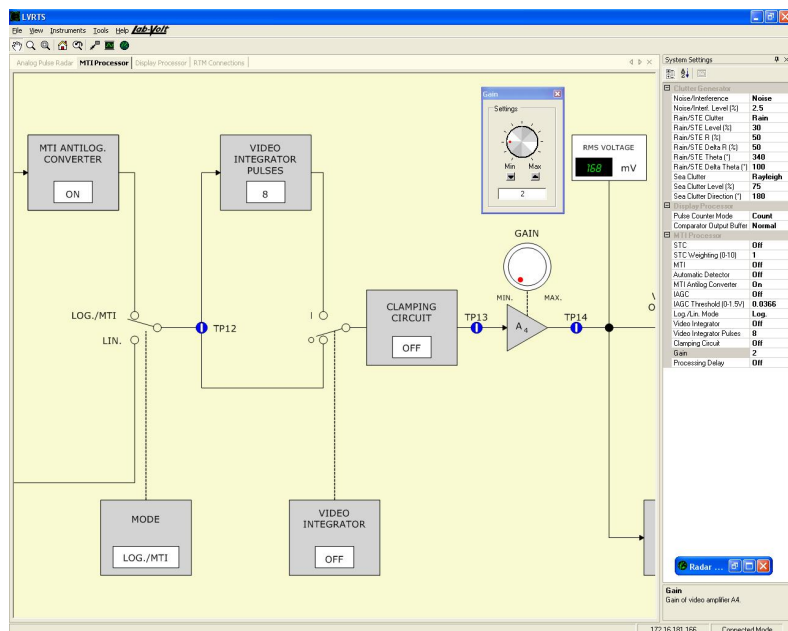 LVRTS
File View Instruments Tools Help Lab-Volt
Analog Pulse Radar MTI Processor Display Processor RTM Connections
MTI ANTILOG.
CONVERTER
ON
VIDEO
INTEGRATOR
PULSES
8
Gain
Settings
Min Max
2
RMS VOLTAGE
168 mV
GAIN
MIN. MAX.
LOG./MTI
LIN.
TP12
I
O
CLAMPING
CIRCUIT
OFF
TP13
A4
TP14
V
O
MODE
LOG./MTI
VIDEO
INTEGRATOR
OFF
System Settings
Clutter Generator
Noise/Interference Noise
Noise/Interf. Level (%) 2.5
Rain/STE Clutter Rain
Rain/STE Level (%) 30
Rain/STE R (%) 50
Rain/STE Delta R (%) 50
Rain/STE Theta (°) 340
Rain/STE Delta Theta (°) 100
Sea Clutter Rayleigh
Sea Clutter Level (%) 75
Sea Clutter Direction (°) 180
Display Processor
Pulse Counter Mode Count
Comparator Output Buffer Normal
MTI Processor
STC Off
STC Weighting (0-10) 1
MTI Off
Automatic Detector Off
MTI Antilog Converter On
IAGC Off
IAGC Threshold (0-1.5V) 0.0366
Log./Lin. Mode Log.
Video Integrator Off
Video Integrator Pulses 8
Clamping Circuit Off
Gain 2
Processing Delay Off
Radar ...
Gain
Gain of video amplifier A4.
172.16.181.166 Connected Mode